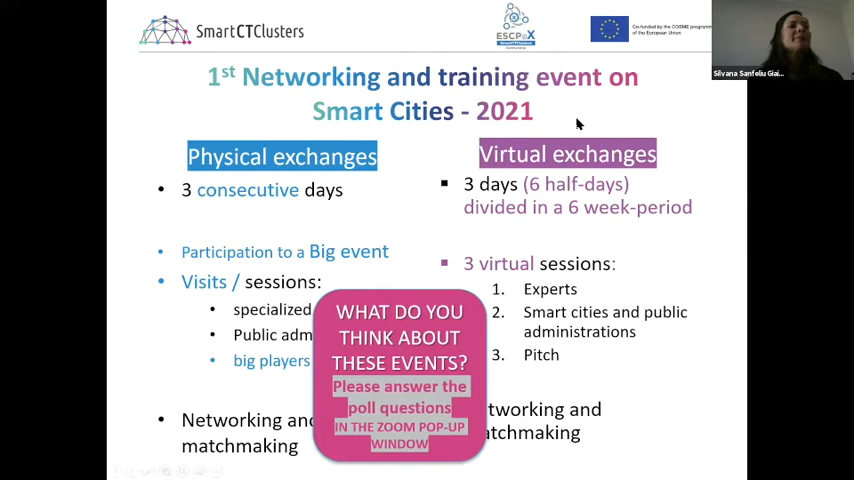 SmartCTClusters
ESCP●X
Co-funded by the COSME programm
of the European Union
Silvana Sanfeliu Giai...
1st Networking and training event on
Smart Cities - 2021
Physical exchanges
• 3 consecutive days
• Participation to a Big event
• Visits / sessions:
• specialized
• Public adm
• big players
• Networking and
matchmaking
Virtual exchanges
▪ 3 days (6 half-days)
divided in a 6 week-period
▪ 3 virtual sessions:
1. Experts
2. Smart cities and public
administrations
3. Pitch
tworking and
atchmaking
WHAT DO YOU
THINK ABOUT
THESE EVENTS?
Please answer the
poll questions
IN THE ZOOM POP-UP
WINDOW